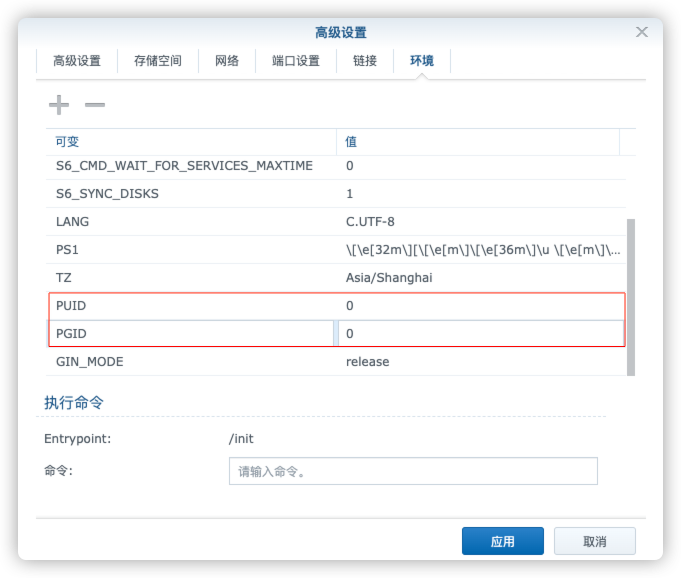 高级设置
高级设置 存储空间 网络 端口设置 链接 环境
可变 值
S6_CMD_WAIT_FOR_SERVICES_MAXTIME 0
S6_SYNC_DISKS 1
LANG C.UTF-8
PS1 \[\e[32m\][\[\e[m\]\[\e[36m\]\u \[\e[m\]\...
TZ Asia/Shanghai
PUID 0
PGID 0
GIN_MODE release
执行命令
Entrypoint: /init
命令: 请输入命令。
应用 取消